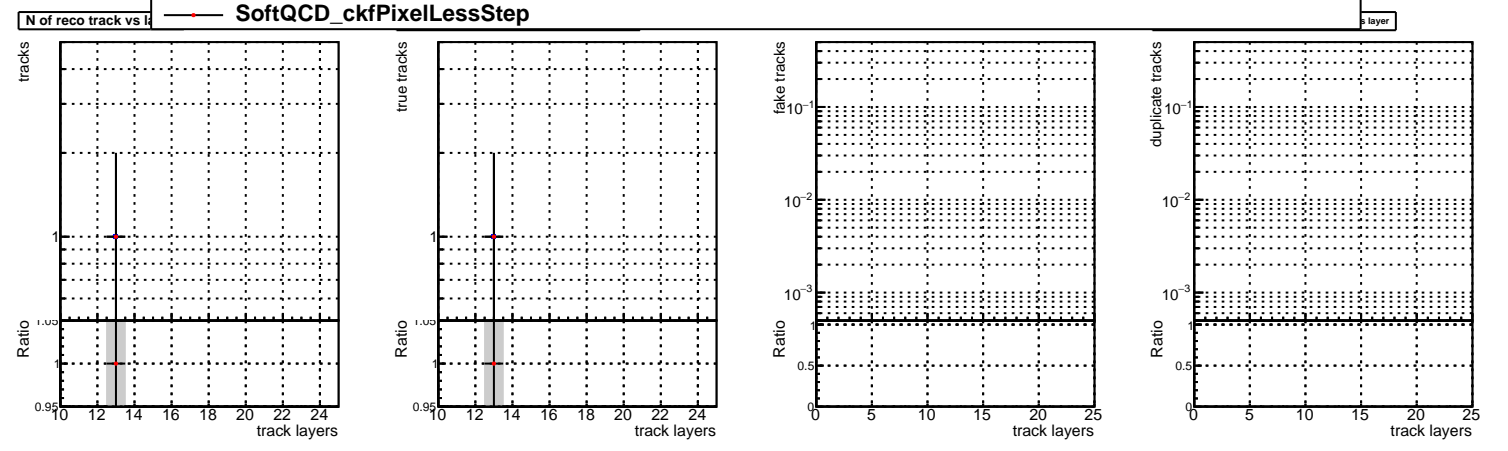 SoftQCD_ckfPixelLessStep
N of reco track vs la
s layer
tracks
1
Ratio
1.05
1
0.95
10 12 14 16 18 20 22 24
track layers
true tracks
1
Ratio
1.05
1
0.95
10 12 14 16 18 20 22 24
track layers
fake tracks
10⁻¹
10⁻²
10⁻³
Ratio
1
0.5
0
0 5 10 15 20 25
track layers
duplicate tracks
10⁻¹
10⁻²
10⁻³
Ratio
1
0.5
0
0 5 10 15 20 25
track layers